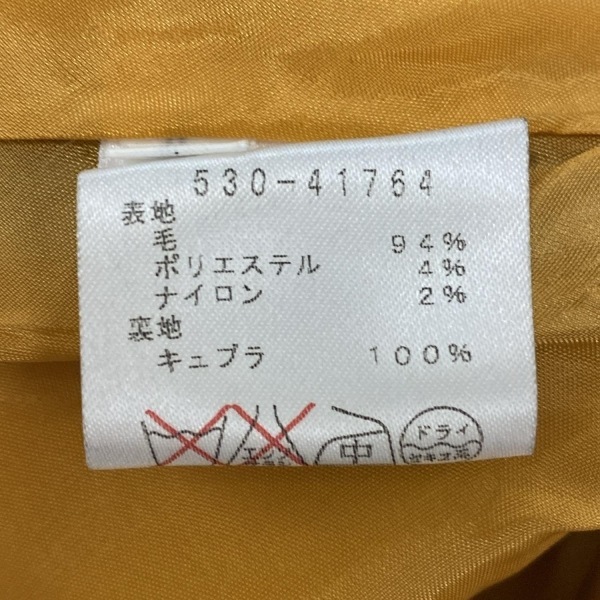 530-41764
表地
毛 94%
ポリエステル 4%
ナイロン 2%
裏地
キュプラ 100%
中
ドライ